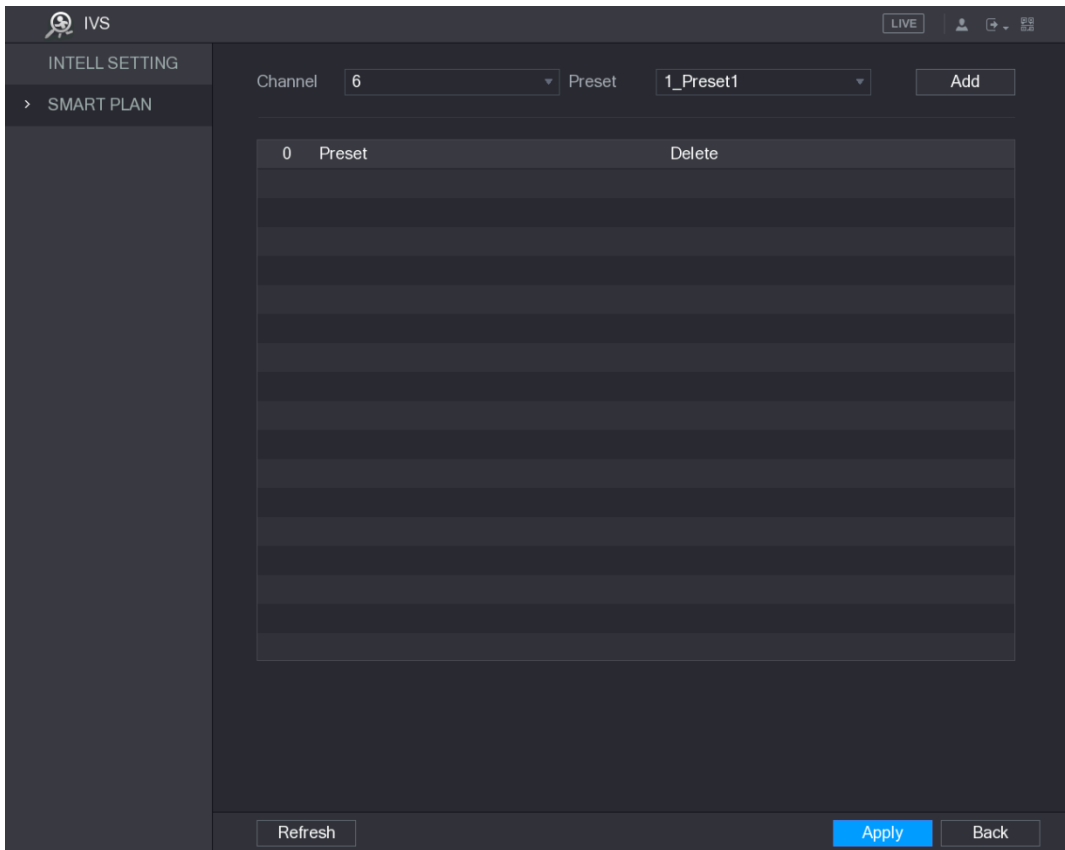 IVS LIVE
INTELL SETTING
Channel 6 Preset 1_Preset1 Add
> SMART PLAN
0 Preset Delete
Refresh Apply Back